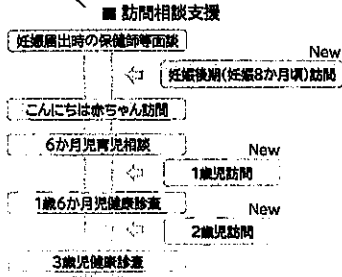 ■ 訪問相談支援
妊娠届出時の保健師等面談
New
妊娠後期(妊娠8か月頃)訪問
こんにちは赤ちゃん訪問
6か月児育児相談
New
1歳児訪問
1歳6か月児健康診査
New
2歳児訪問
3歳児健康診査